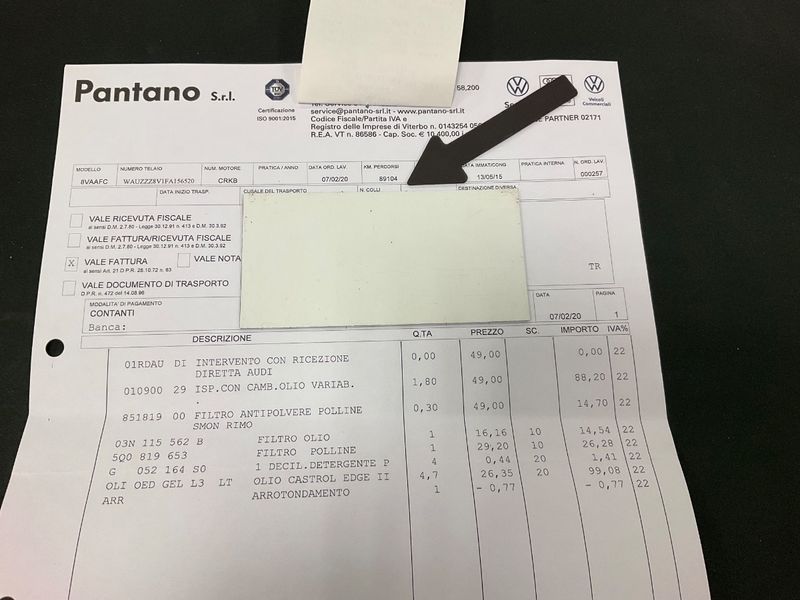 Pantano S.r.l.
Certificazione
ISO 9001:2015
58,200
service@pantano-srl.it - www.pantano-srl.it
Codice Fiscale/Partita IVA e
Registro delle Imprese di Viterbo n. 0143254 056
R.E.A. VT n. 86586 - Cap. Soc. € 10.400,00
Veicoli
Commerciali
E PARTNER 02171
MODELLO NUMERO TELAIO NUM. MOTORE PRATICA / ANNO DATA ORD. LAV. KM. PERCORSI DATA IMMAT/CONG PRATICA INTERNA N. ORD. LAV.
8VAAFC WAUZZZ8V1FA156520 CRKB 07/02/20 89104 13/05/15 000257
DATA INIZIO TRASP. CUSALE DEL TRASPORTO N. COLLI DESTINAZIONE DIVERSA
VALE RICEVUTA FISCALE
ai sensi D.M. 2.7.80 - Legge 30.12.91 n. 413 e D.M. 30.3.92
VALE FATTURA/RICEVUTA FISCALE
ai sensi D.M. 2.7.80 - Legge 30.12.91 n. 413 e D.M. 30.3.92
X VALE FATTURA VALE NOTA
ai sensi Art. 21 D.P.R. 26.10.72 n. 63
TR
VALE DOCUMENTO DI TRASPORTO
D.P.R. n. 472 del 14.08.96
MODALITA' DI PAGAMENTO DATA PAGINA
CONTANTI 07/02/20 1
Banca:
DESCRIZIONE Q.TA PREZZO SC. IMPORTO IVA%
01RDAU DI INTERVENTO CON RICEZIONE 0,00 49,00 0,00 22
DIRETTA AUDI
010900 29 ISP.CON CAMB.OLIO VARIAB. 1,80 49,00 88,20 22
.
851819 00 FILTRO ANTIPOLVERE POLLINE 0,30 49,00 14,70 22
SMON RIMO
03N 115 562 B FILTRO OLIO 1 16,16 10 14,54 22
5Q0 819 653 FILTRO POLLINE 1 29,20 10 26,28 22
G 052 164 S0 1 DECIL.DETERGENTE P 4 0,44 20 1,41 22
OLI OED GEL L3 LT OLIO CASTROL EDGE II 4,7 26,35 20 99,08 22
ARR ARROTONDAMENTO 1 - 0,77 - 0,77 22